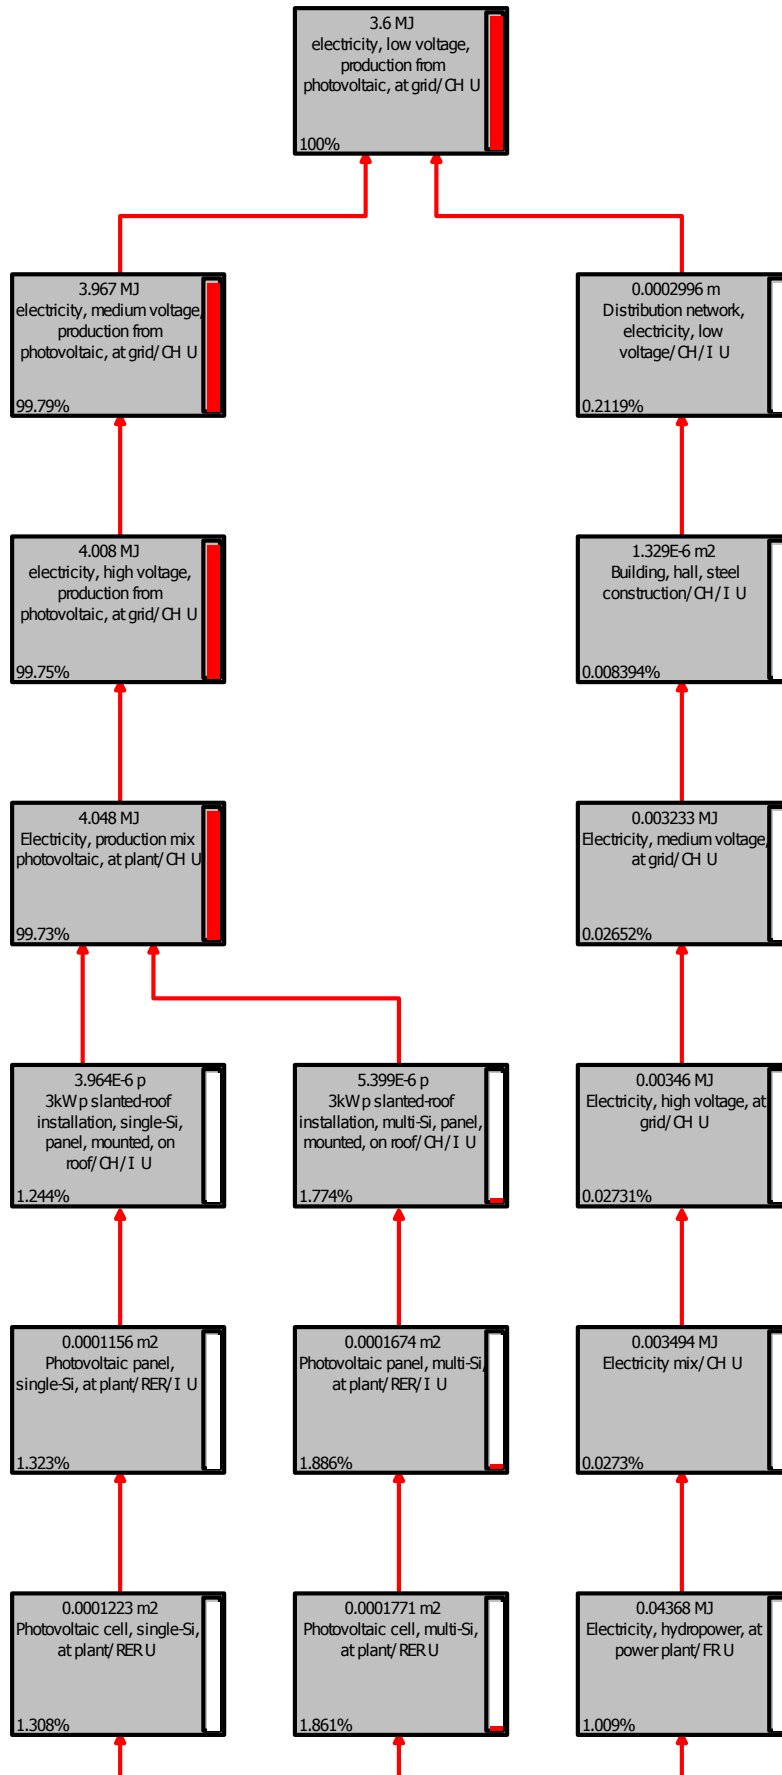 3.6 MJ
electricity, low voltage,
production from
photovoltaic, at grid/CH U
100%
3.967 MJ
electricity, medium voltage,
production from
photovoltaic, at grid/CH U
99.79%
0.0002996 m
Distribution network,
electricity, low
voltage/CH/I U
0.2119%
4.008 MJ
electricity, high voltage,
production from
photovoltaic, at grid/CH U
99.75%
1.329E-6 m2
Building, hall, steel
construction/CH/I U
0.008394%
4.048 MJ
Electricity, production mix
photovoltaic, at plant/CH U
99.73%
0.003233 MJ
Electricity, medium voltage,
at grid/CH U
0.02652%
3.964E-6 p
3kWp slanted-roof
installation, single-Si,
panel, mounted, on
roof/CH/I U
1.244%
5.399E-6 p
3kWp slanted-roof
installation, multi-Si, panel,
mounted, on roof/CH/I U
1.774%
0.00346 MJ
Electricity, high voltage, at
grid/CH U
0.02731%
0.0001156 m2
Photovoltaic panel,
single-Si, at plant/RER/I U
1.323%
0.0001674 m2
Photovoltaic panel, multi-Si,
at plant/RER/I U
1.886%
0.003494 MJ
Electricity mix/CH U
0.0273%
0.0001223 m2
Photovoltaic cell, single-Si,
at plant/RER U
1.308%
0.0001771 m2
Photovoltaic cell, multi-Si,
at plant/RER U
1.861%
0.04368 MJ
Electricity, hydropower, at
power plant/FR U
1.009%